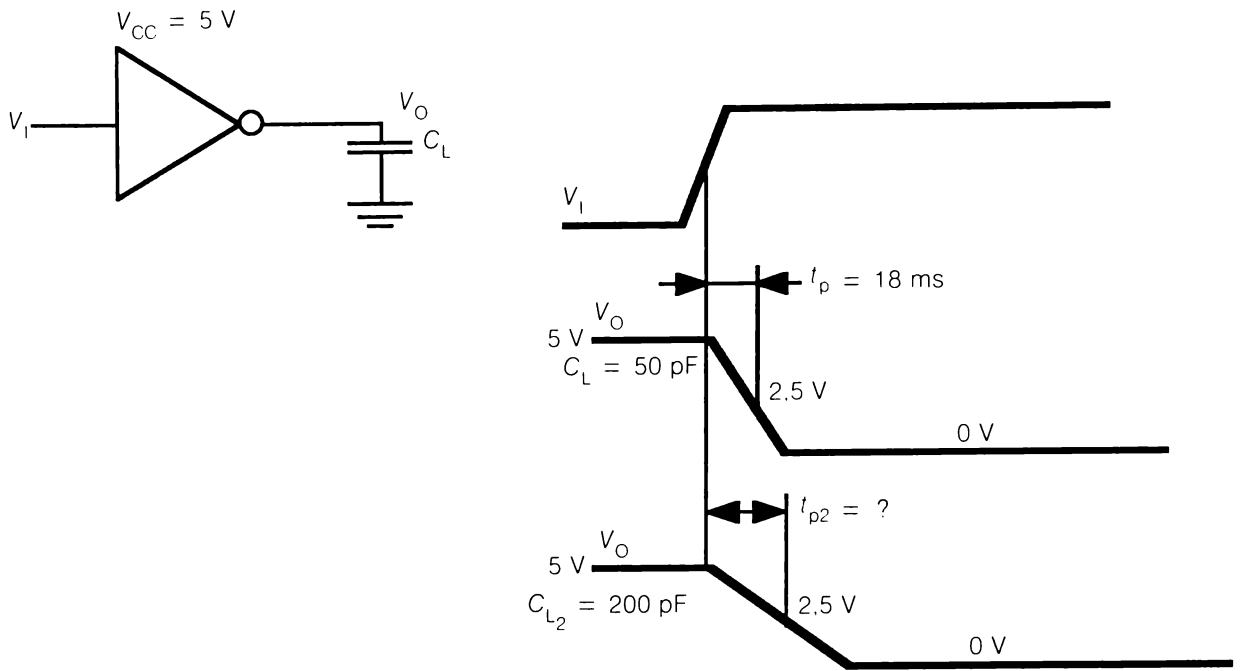 V_CC = 5 V
V_I
V_O
C_L
V_I
t_p = 18 ms
5 V V_O
C_L = 50 pF
2,5 V
0 V
t_p2 = ?
5 V V_O
C_L2 = 200 pF
2,5 V
0 V